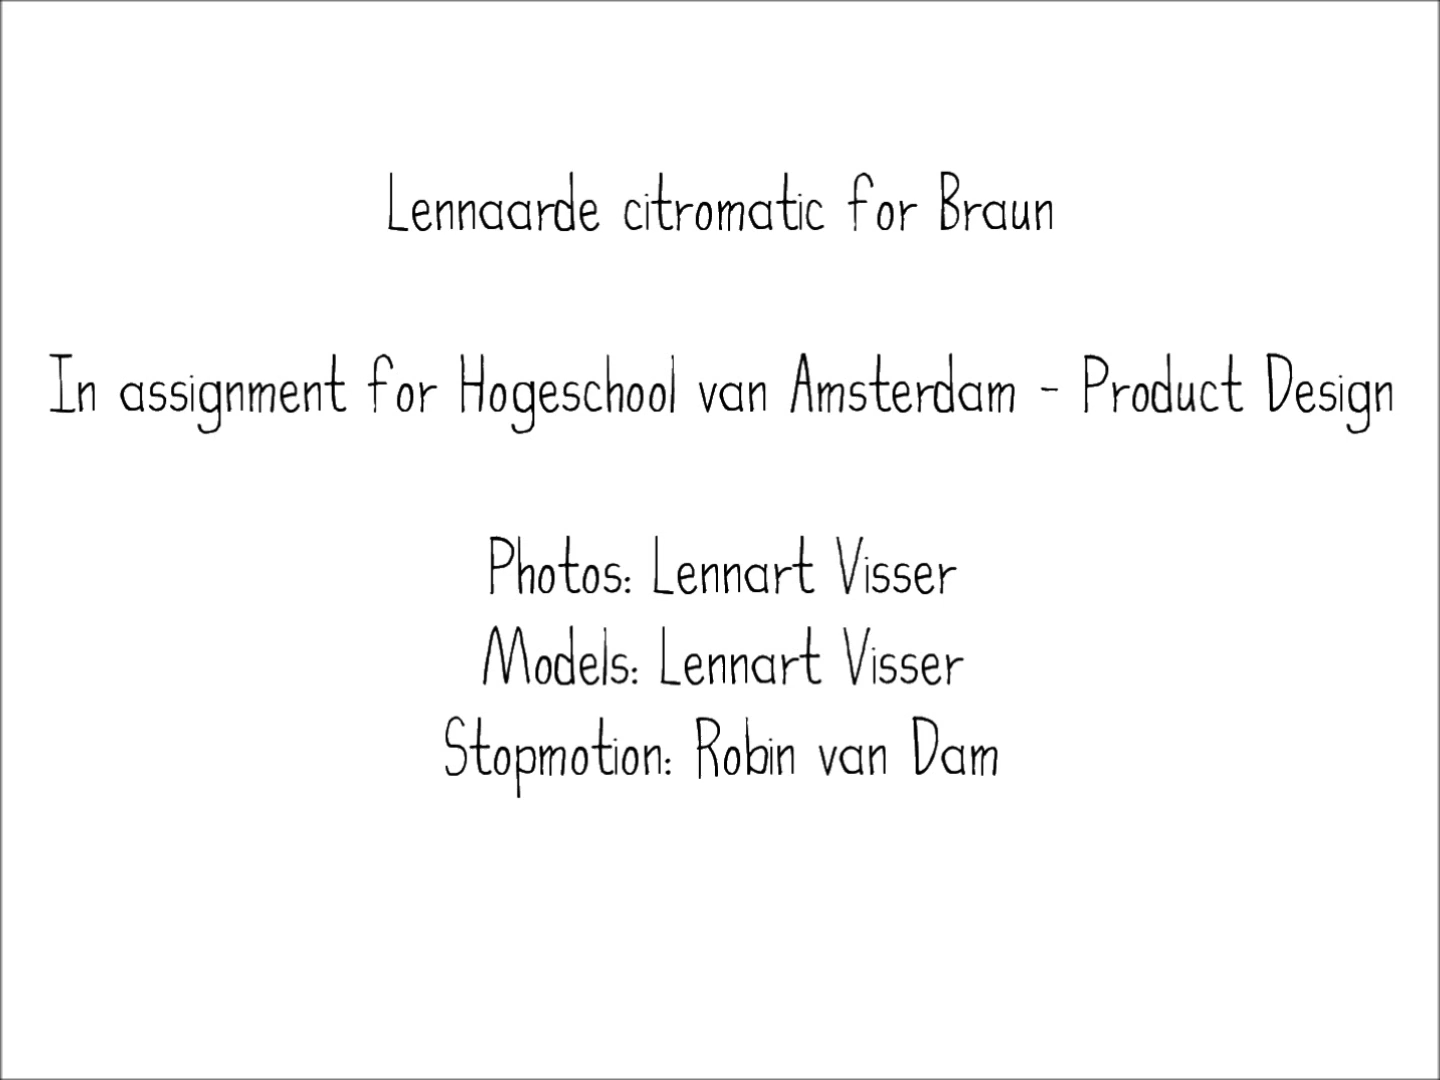 Lennaarde citromatic for Braun
In assignment for Hogeschool van Amsterdam - Product Design
Photos: Lennart Visser
Models: Lennart Visser
Stopmotion: Robin van Dam